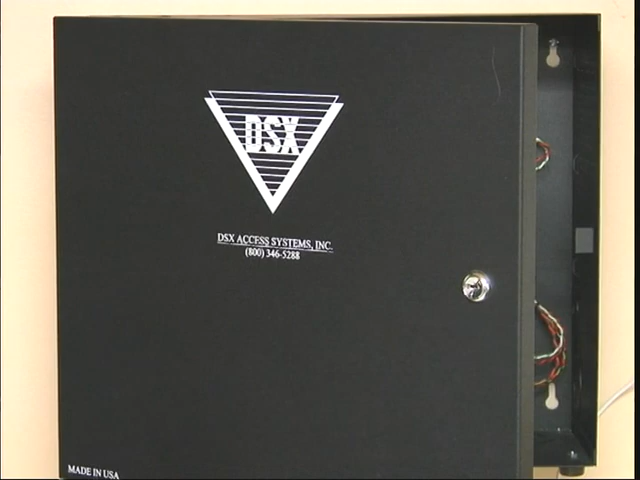 DSX
DSX ACCESS SYSTEMS, INC.
(800) 346-5288
MADE IN USA